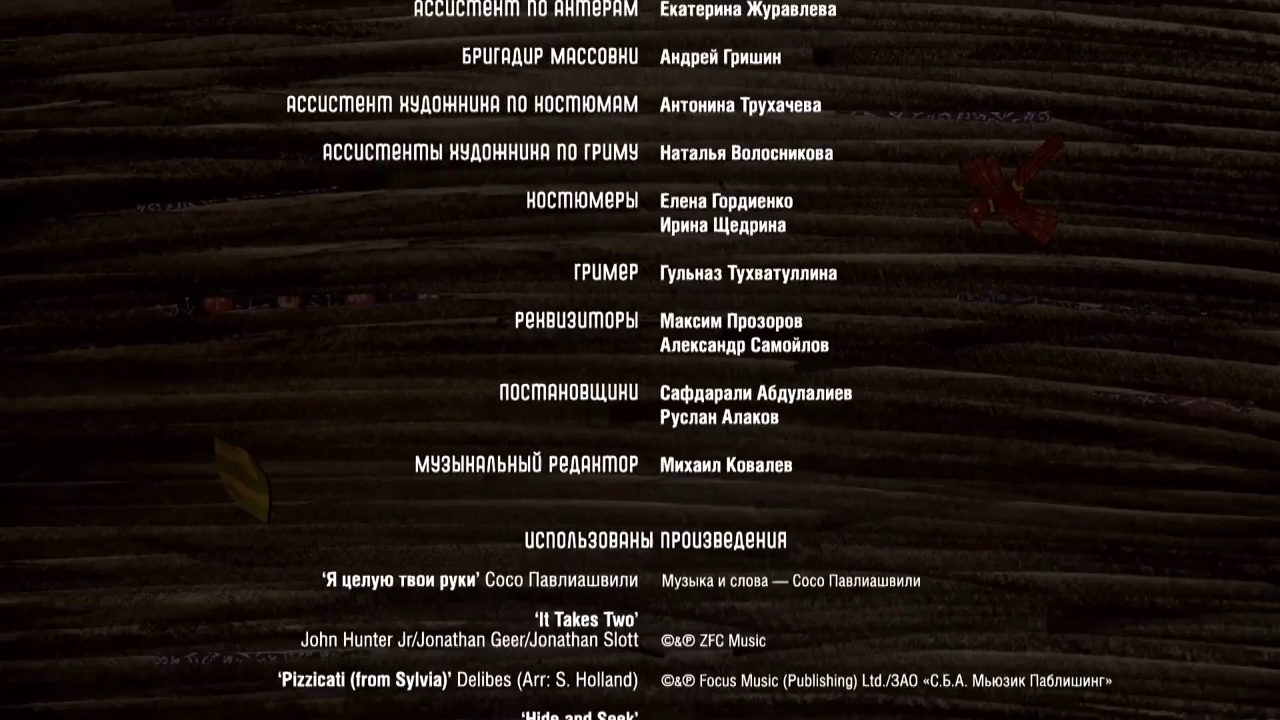 АССИСТЕНТ ПО АКТЕРАМ Екатерина Журавлева
БРИГАДИР МАССОВКИ Андрей Гришин
АССИСТЕНТ ХУДОЖНИКА ПО КОСТЮМАМ Антонина Трухачева
АССИСТЕНТЫ ХУДОЖНИКА ПО ГРИМУ Наталья Волосникова
КОСТЮМЕРЫ Елена Гордиенко
Ирина Щедрина
ГРИМЕР Гульназ Тухватуллина
РЕКВИЗИТОРЫ Максим Прозоров
Александр Самойлов
ПОСТАНОВЩИКИ Сафдарали Абдулалиев
Руслан Алаков
МУЗЫКАЛЬНЫЙ РЕДАКТОР Михаил Ковалев
ИСПОЛЬЗОВАНЫ ПРОИЗВЕДЕНИЯ
‘Я целую твои руки’ Сосо Павлиашвили Музыка и слова — Сосо Павлиашвили
‘It Takes Two’
John Hunter Jr/Jonathan Geer/Jonathan Slott ©&℗ ZFC Music
‘Pizzicati (from Sylvia)’ Delibes (Arr: S. Holland) ©&℗ Focus Music (Publishing) Ltd./ЗАО «С.Б.А. Мьюзик Паблишинг»
‘Hide and Seek’